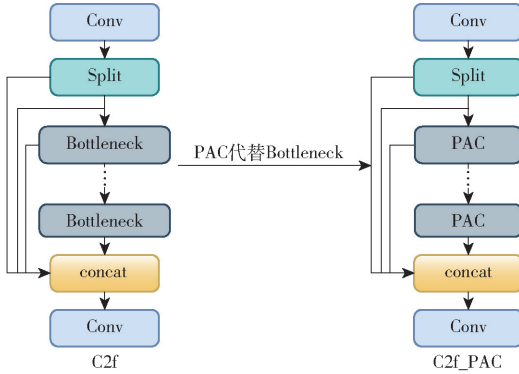 Conv
Split
Bottleneck
Bottleneck
concat
Conv
C2f
PAC代替Bottleneck
Conv
Split
PAC
PAC
concat
Conv
C2f_PAC